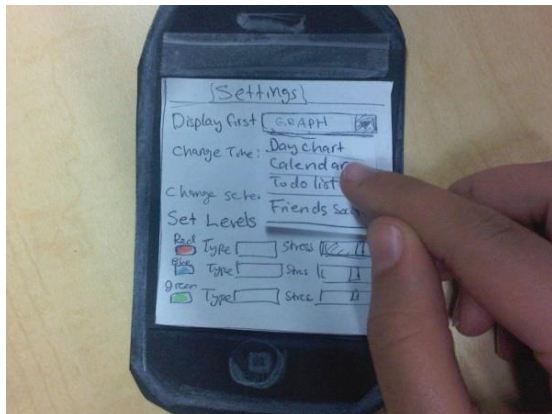 Settings
Display first GRAPH
Change Time: Day chart
Calendar
To do list
Change Friends
Set Levels
Red Type Stress
Blue Type Stress
green Type Stree